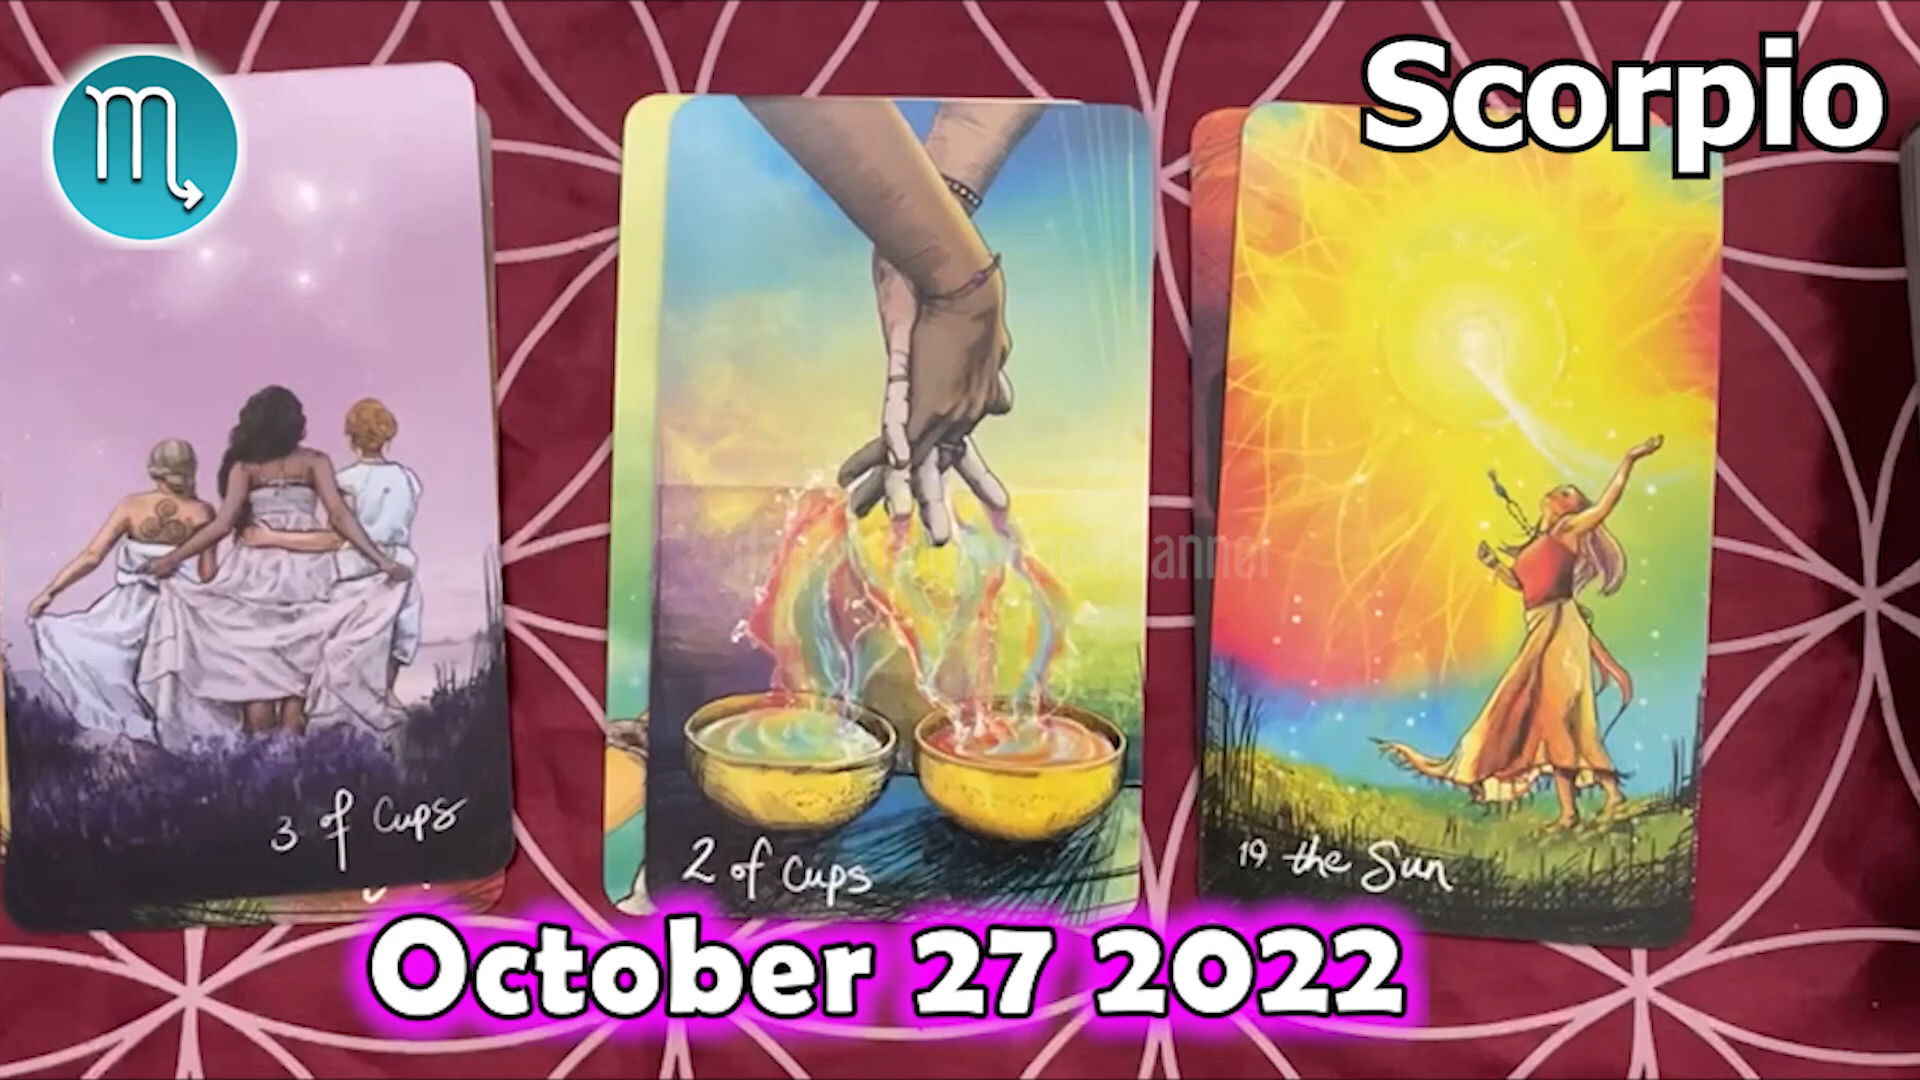 Scorpio
3 of Cups
2 of Cups
19 the Sun
October 27 2022